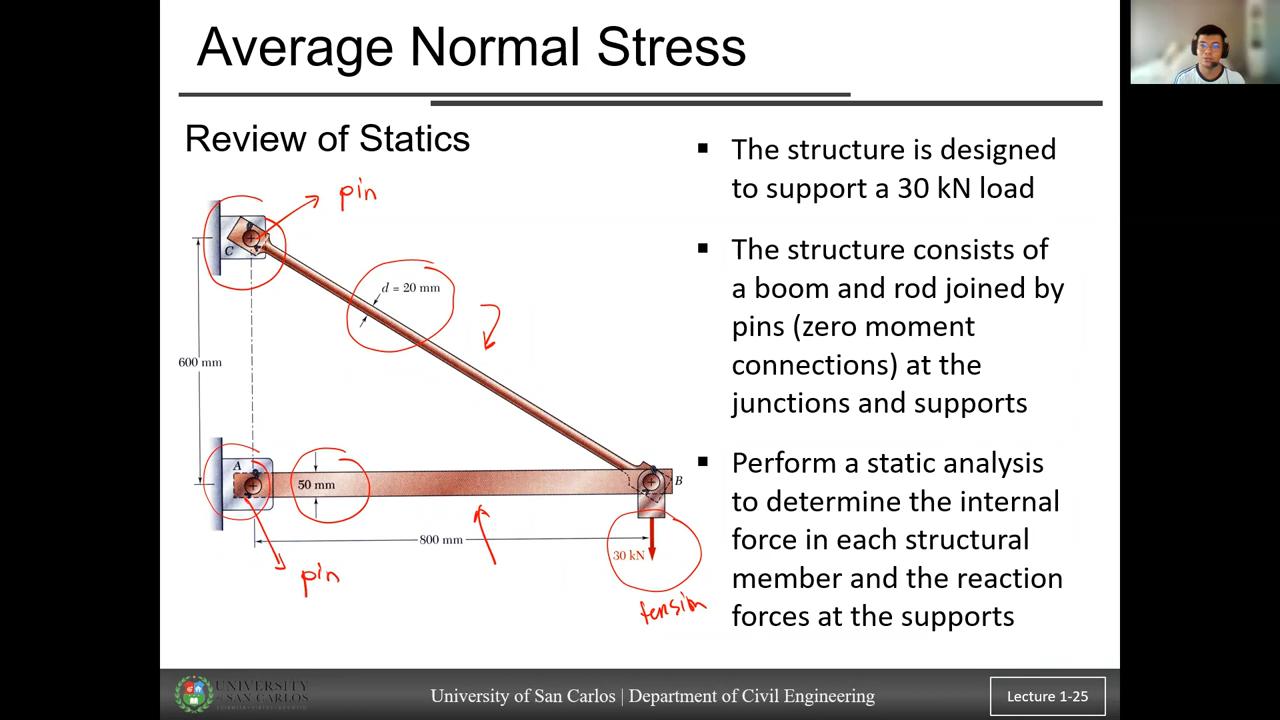 Average Normal Stress
Review of Statics
pin
C
d = 20 mm
600 mm
A
50 mm
B
800 mm
30 kN
pin
tension
▪ The structure is designed
to support a 30 kN load
▪ The structure consists of
a boom and rod joined by
pins (zero moment
connections) at the
junctions and supports
▪ Perform a static analysis
to determine the internal
force in each structural
member and the reaction
forces at the supports
UNIVERSITY
OF SAN CARLOS
University of San Carlos | Department of Civil Engineering
Lecture 1-25